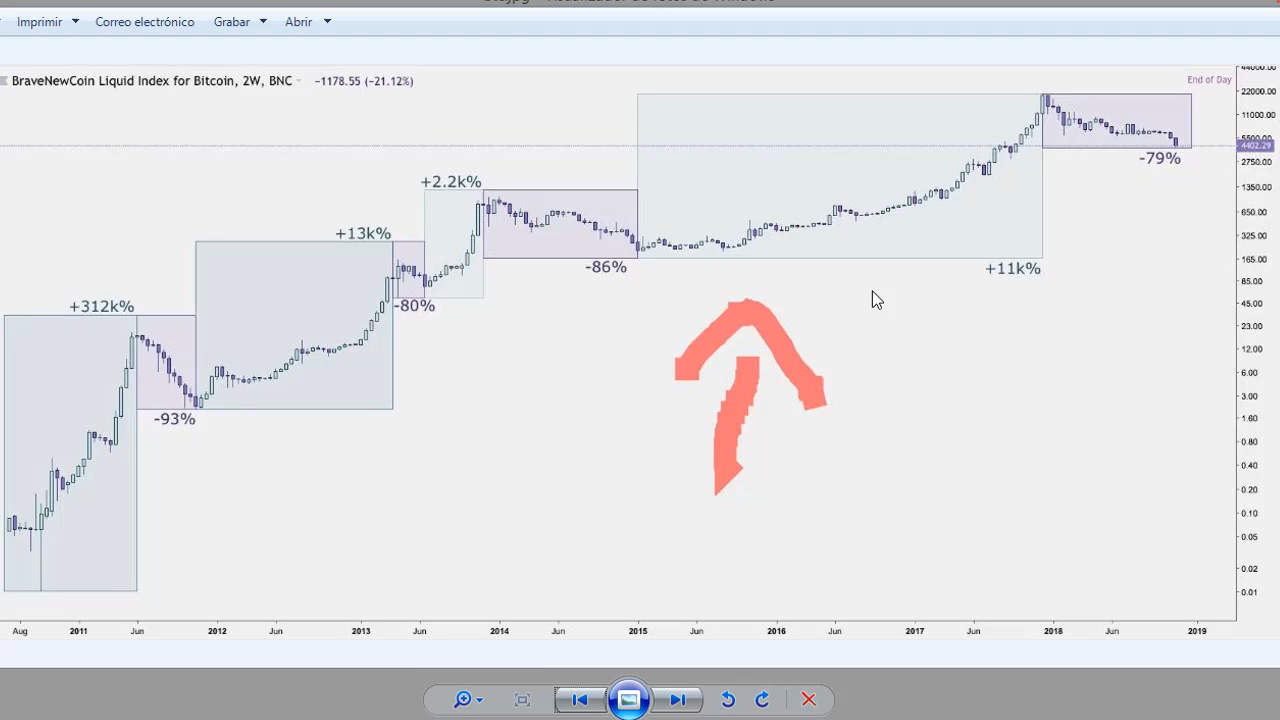 Imprimir
Correo electrónico
Grabar
Abrir
BraveNewCoin Liquid Index for Bitcoin, 2W, BNC
-1178.55 (-21.12%)
End of Day
44000.00
22000.00
11000.00
5500.00
4402.29
2750.00
1350.00
650.00
325.00
165.00
85.00
45.00
23.00
12.00
6.00
3.00
1.60
0.80
0.40
0.20
0.10
0.05
0.02
0.01
+312k%
-93%
+13k%
-80%
+2.2k%
-86%
+11k%
-79%
Aug
2011
Jun
2012
Jun
2013
Jun
2014
Jun
2015
Jun
2016
Jun
2017
Jun
2018
Jun
2019